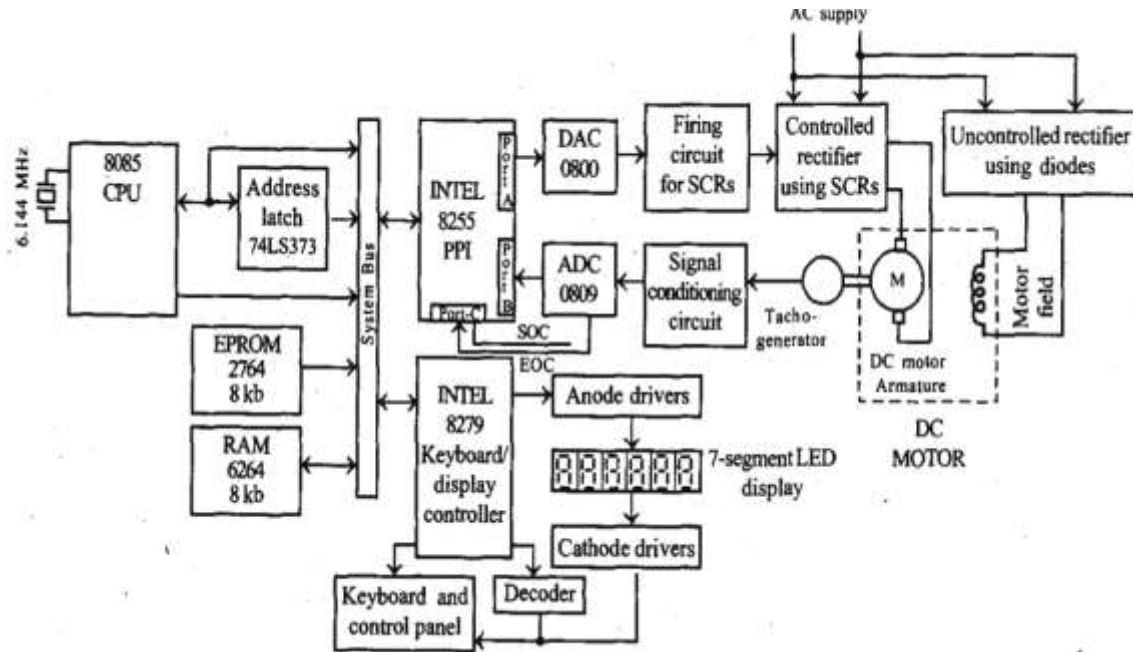 AC supply
6.144 MHz
8085
CPU
Address
latch
74LS373
System Bus
EPROM
2764
8 kb
RAM
6264
8 kb
INTEL
8255
PPI
Port-A
Port-B
Port-C
SOC
EOC
DAC
0800
ADC
0809
Firing
circuit
for SCRs
Signal
conditioning
circuit
Controlled
rectifier
using SCRs
Uncontrolled rectifier
using diodes
Tacho-
generator
M
Motor
field
DC motor
Armature
DC
MOTOR
INTEL
8279
Keyboard/
display
controller
Anode drivers
7-segment LED
display
Cathode drivers
Decoder
Keyboard and
control panel